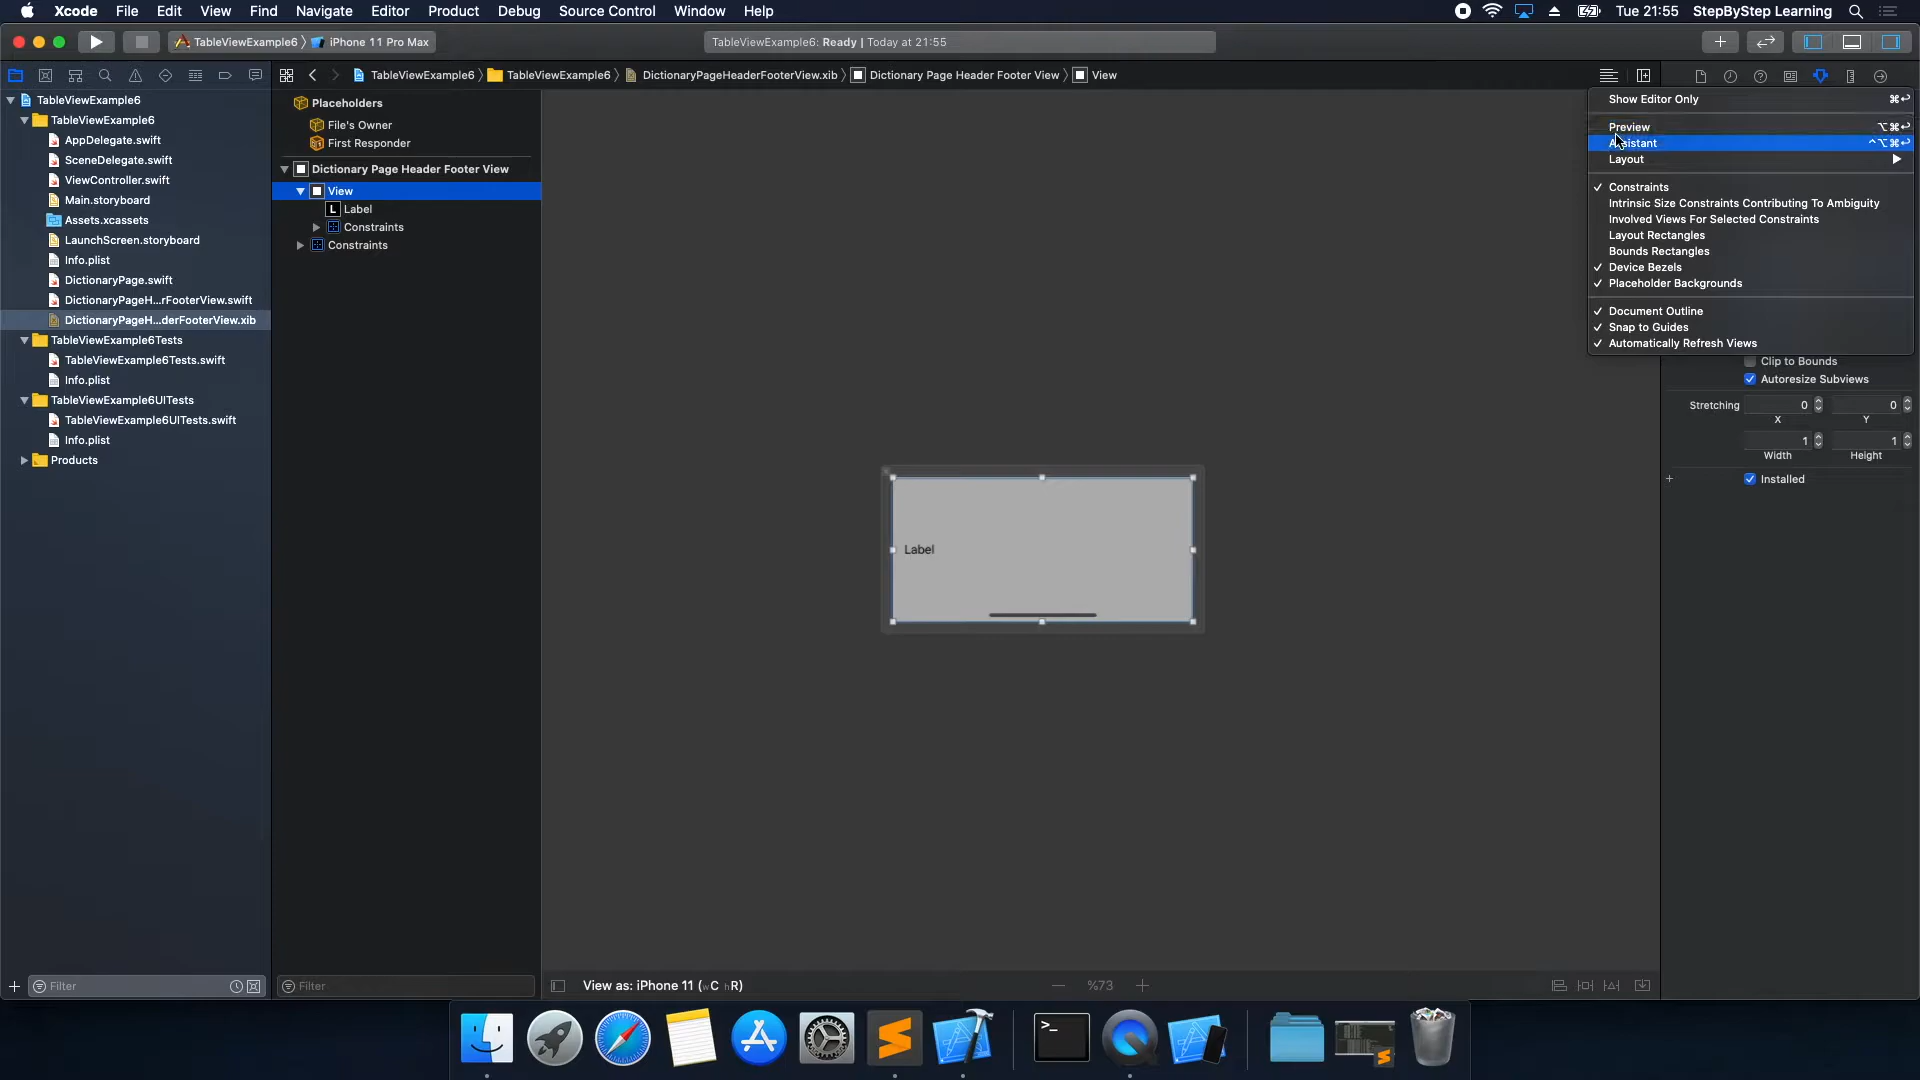 Xcode File Edit View Find Navigate Editor Product Debug Source Control Window Help Tue 21:55 StepByStep Learning
TableViewExample6 iPhone 11 Pro Max TableViewExample6: Ready | Today at 21:55
TableViewExample6 TableViewExample6 DictionaryPageHeaderFooterView.xib Dictionary Page Header Footer View View
TableViewExample6
TableViewExample6
AppDelegate.swift
SceneDelegate.swift
ViewController.swift
Main.storyboard
Assets.xcassets
LaunchScreen.storyboard
Info.plist
DictionaryPage.swift
DictionaryPageH...rFooterView.swift
DictionaryPageH...derFooterView.xib
TableViewExample6Tests
TableViewExample6Tests.swift
Info.plist
TableViewExample6UITests
TableViewExample6UITests.swift
Info.plist
Products
Filter
Placeholders
File's Owner
First Responder
Dictionary Page Header Footer View
View
L Label
Constraints
Constraints
Filter
Label
View as: iPhone 11 (wC hR)
%73
Show Editor Only ⌘↩
Preview ⌥⌘↩
Assistant ^⌥⌘↩
Layout
✓ Constraints
Intrinsic Size Constraints Contributing To Ambiguity
Involved Views For Selected Constraints
Layout Rectangles
Bounds Rectangles
✓ Device Bezels
✓ Placeholder Backgrounds
✓ Document Outline
✓ Snap to Guides
✓ Automatically Refresh Views
Clip to Bounds
Autoresize Subviews
Stretching 0 0
X Y
1 1
Width Height
+ Installed